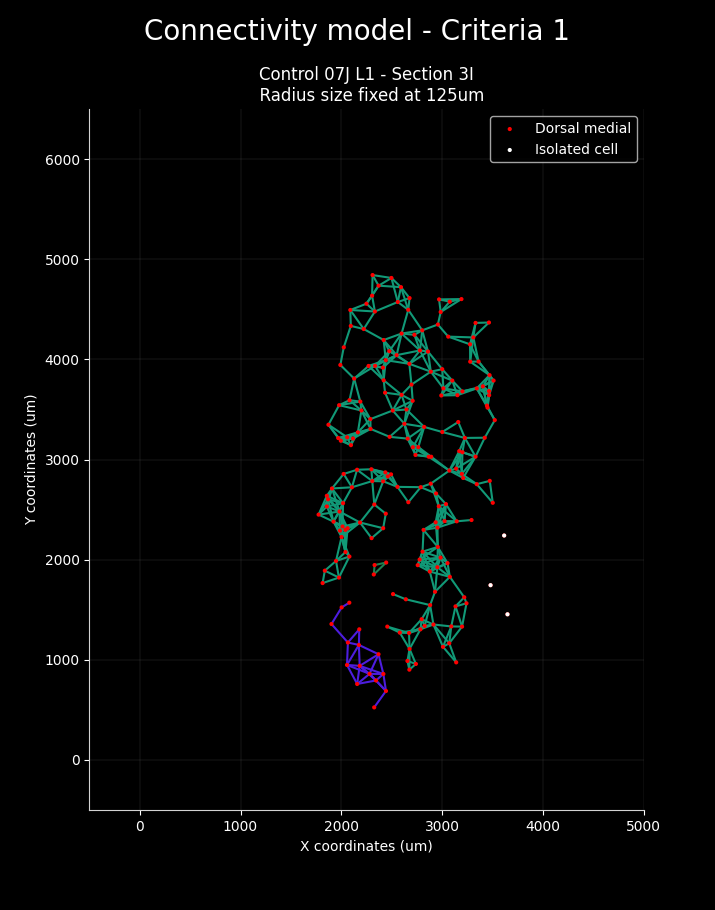 Connectivity model - Criteria 1
Control 07J L1 - Section 3I
Radius size fixed at 125um
Dorsal medial
Isolated cell
6000
5000
4000
3000
2000
1000
0
Y coordinates (um)
0 1000 2000 3000 4000 5000
X coordinates (um)